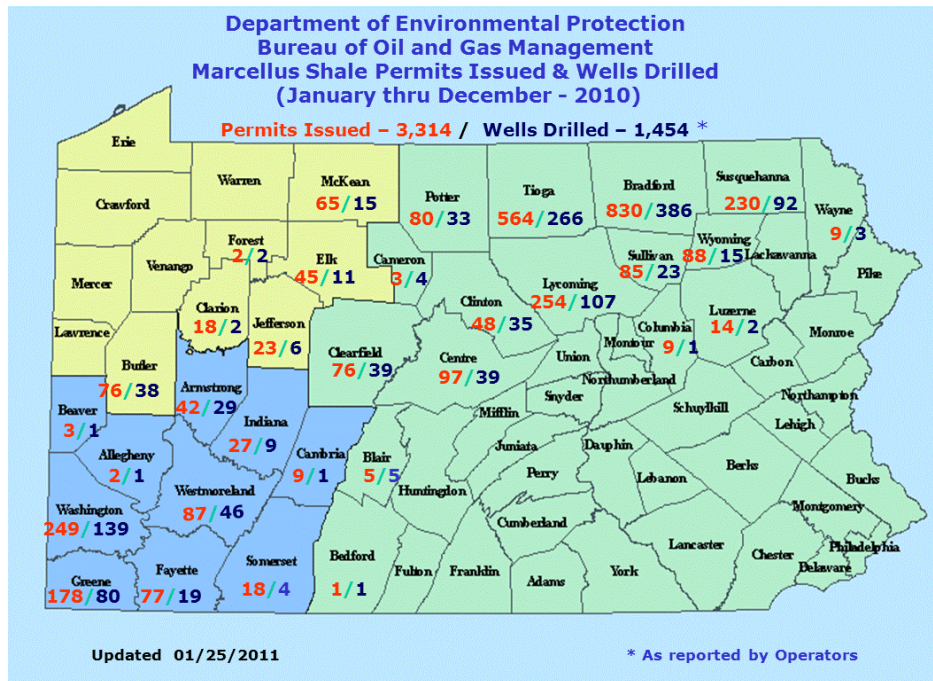 Department of Environmental Protection
Bureau of Oil and Gas Management
Marcellus Shale Permits Issued & Wells Drilled
(January thru December - 2010)
Permits Issued – 3,314 / Wells Drilled – 1,454 *
Erie
Warren
McKean
65/15
Crawford
Potter
80/33
Tioga
564/266
Bradford
830/386
Susquehanna
230/92
Wayne
9/3
Forest
2/2
Venango
Elk
45/11
Cameron
3/4
Sullivan
85/23
Wyoming
88/15
Lackawanna
Pike
Mercer
Clarion
18/2
Jefferson
23/6
Clinton
48/35
Lycoming
254/107
Luzerne
14/2
Lawrence
Butler
76/38
Clearfield
76/39
Centre
97/39
Union
Montour
Columbia
9/1
Monroe
Carbon
Northumberland
Snyder
Northampton
Armstrong
42/29
Beaver
3/1
Indiana
27/9
Mifflin
Schuylkill
Lehigh
Allegheny
2/1
Cambria
9/1
Blair
5/5
Juniata
Dauphin
Perry
Lebanon
Berks
Bucks
Westmoreland
87/46
Huntingdon
Washington
249/139
Cumberland
Montgomery
Somerset
18/4
Bedford
1/1
Lancaster
Chester
Philadelphia
Delaware
Greene
178/80
Fayette
77/19
Fulton
Franklin
Adams
York
Updated 01/25/2011
* As reported by Operators